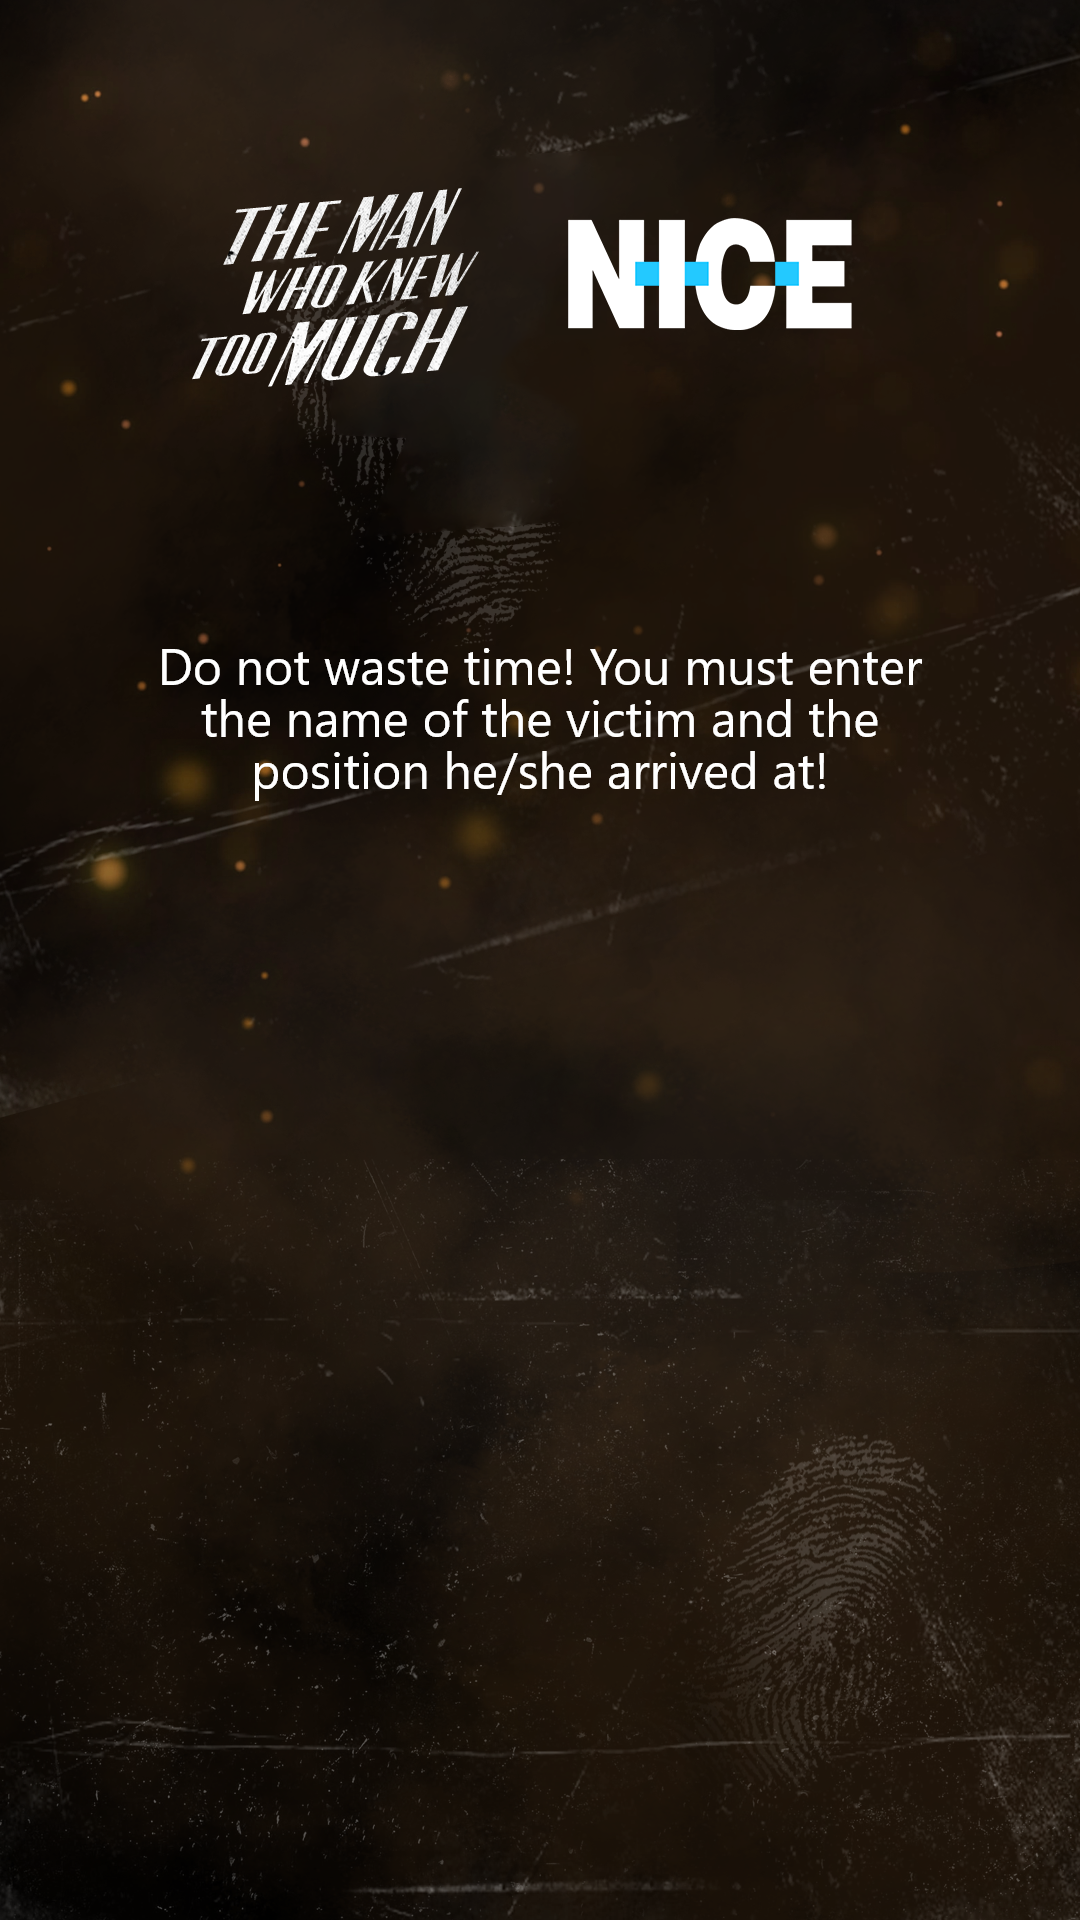 THE MAN
WHO KNEW
TOO MUCH
NICE
Do not waste time! You must enter
the name of the victim and the
position he/she arrived at!